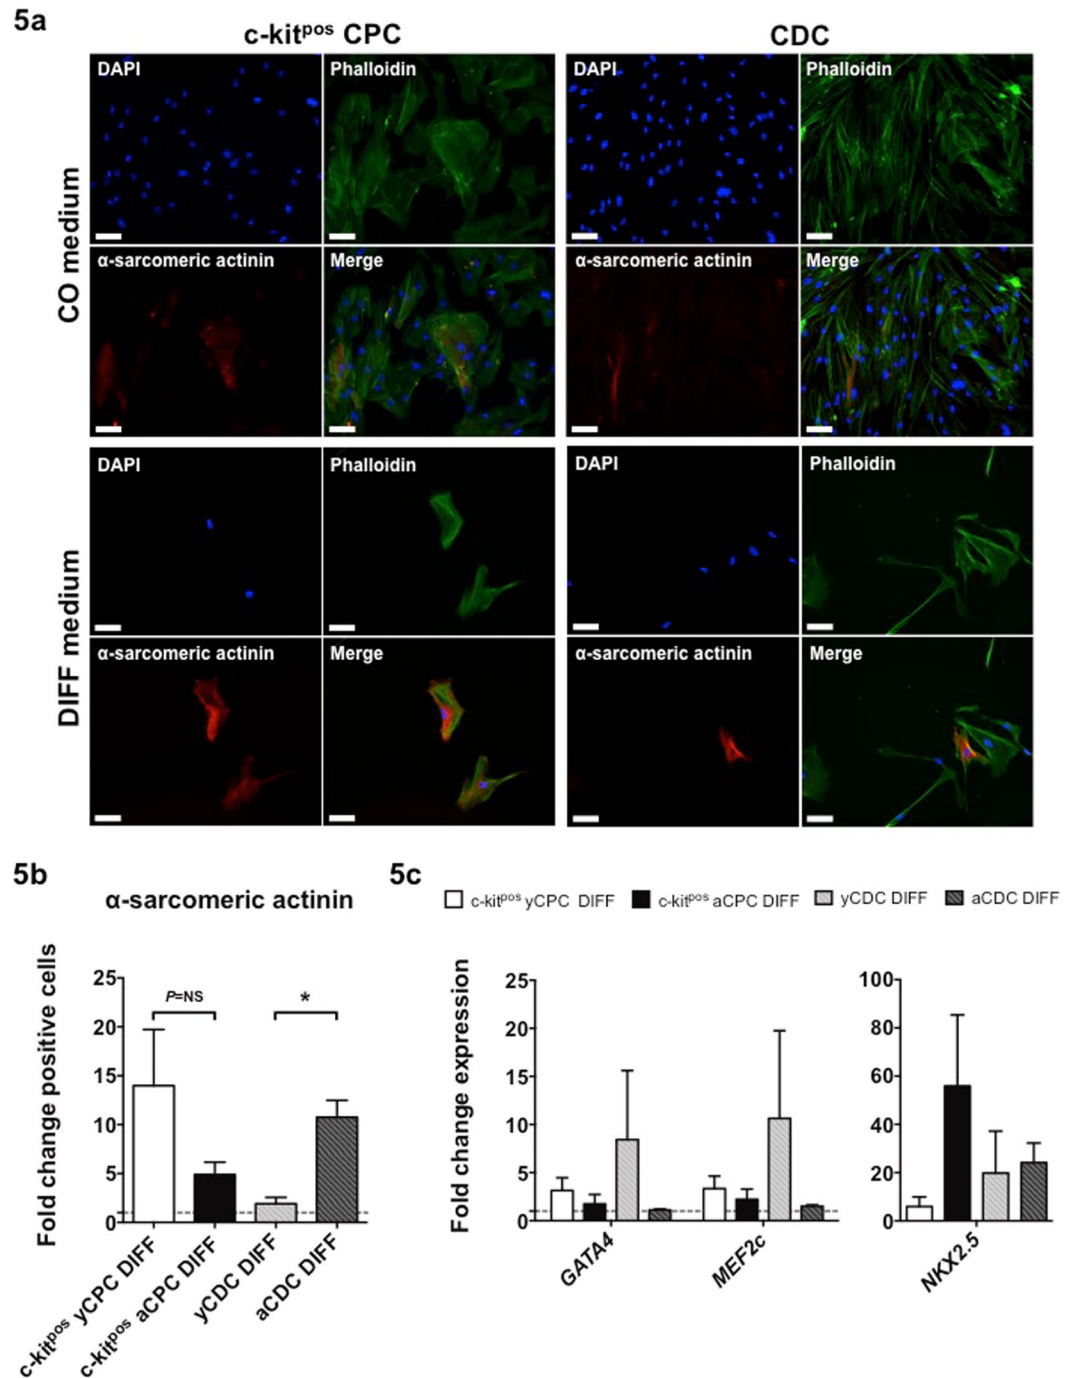 5a
c-kitpos CPC
CDC
CO medium
DAPI
Phalloidin
DAPI
Phalloidin
α-sarcomeric actinin
Merge
α-sarcomeric actinin
Merge
DIFF medium
DAPI
Phalloidin
DAPI
Phalloidin
α-sarcomeric actinin
Merge
α-sarcomeric actinin
Merge
5b
α-sarcomeric actinin
Fold change positive cells
25
20
15
10
5
0
P=NS
*
c-kitpos yCPC DIFF
c-kitpos aCPC DIFF
yCDC DIFF
aCDC DIFF
5c
c-kitpos yCPC DIFF
c-kitpos aCPC DIFF
yCDC DIFF
aCDC DIFF
Fold change expression
25
20
15
10
5
0
GATA4
MEF2c
100
80
60
40
20
0
NKX2.5